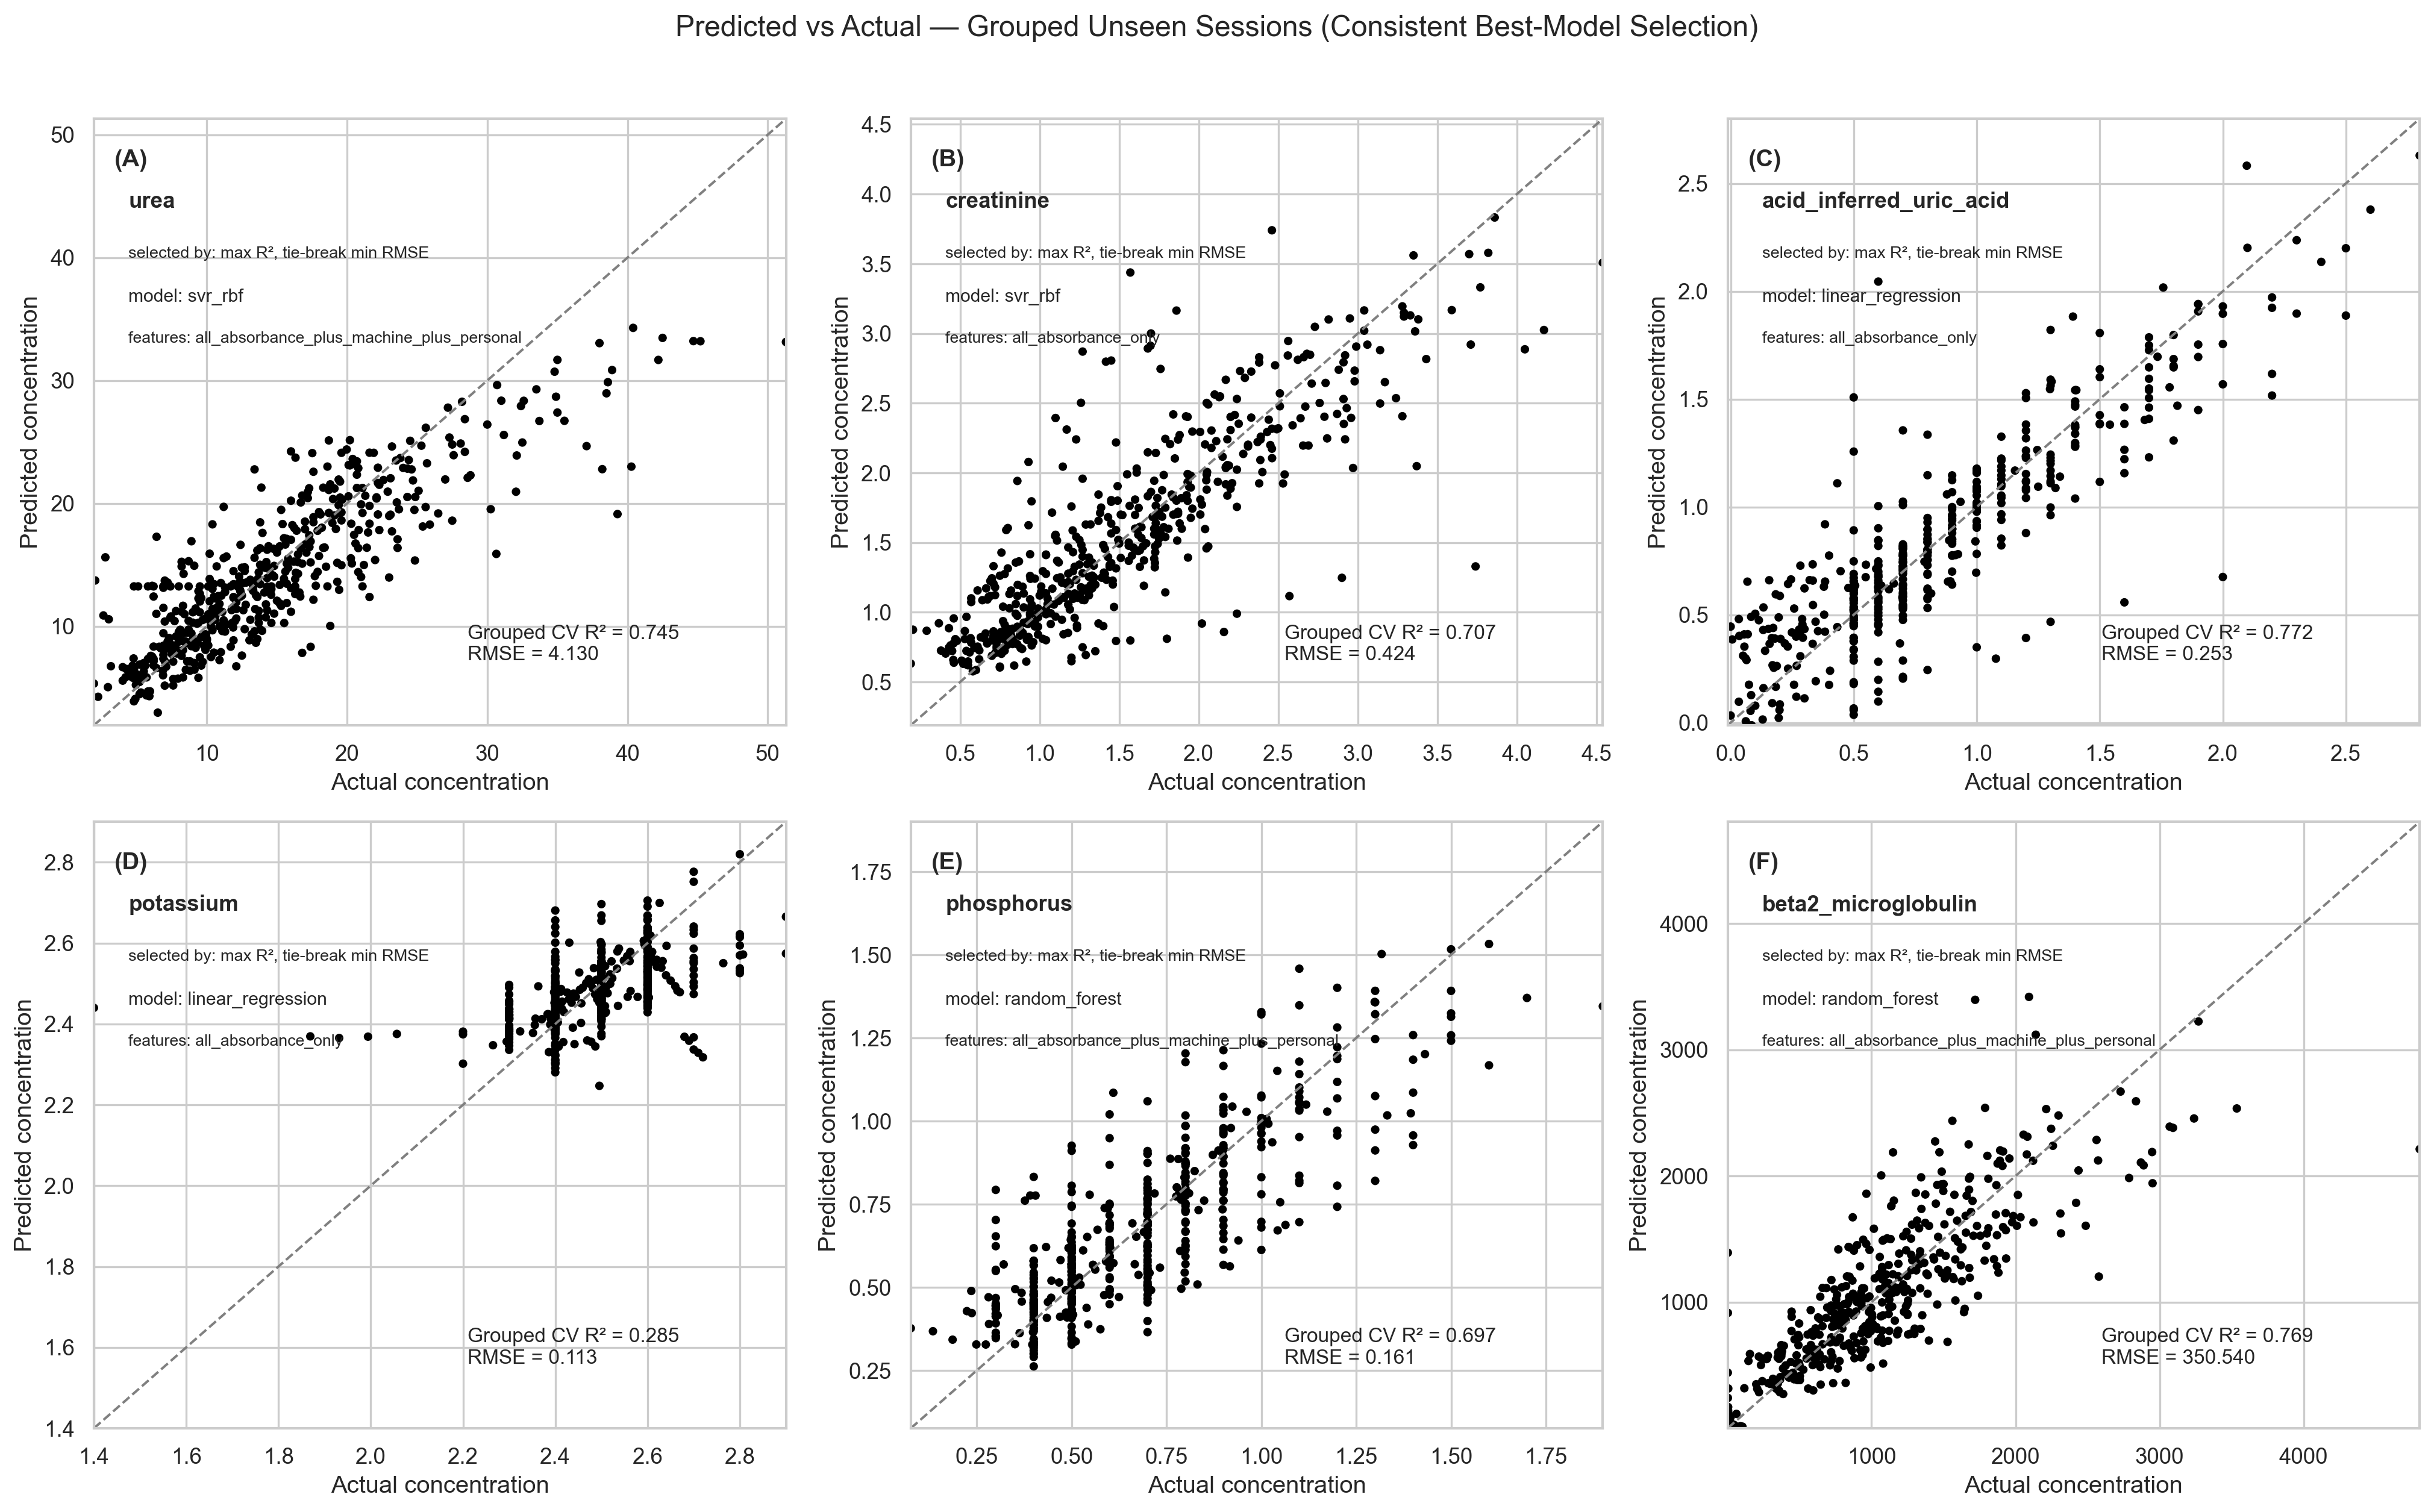 Predicted vs Actual — Grouped Unseen Sessions (Consistent Best-Model Selection)
(A)
urea
selected by: max R², tie-break min RMSE
model: svr_rbf
features: all_absorbance_plus_machine_plus_personal
Grouped CV R² = 0.745
RMSE = 4.130
50
40
30
20
10
Predicted concentration
10 20 30 40 50
Actual concentration
(B)
creatinine
selected by: max R², tie-break min RMSE
model: svr_rbf
features: all_absorbance_only
Grouped CV R² = 0.707
RMSE = 0.424
4.5
4.0
3.5
3.0
2.5
2.0
1.5
1.0
0.5
Predicted concentration
0.5 1.0 1.5 2.0 2.5 3.0 3.5 4.0 4.5
Actual concentration
(C)
acid_inferred_uric_acid
selected by: max R², tie-break min RMSE
model: linear_regression
features: all_absorbance_only
Grouped CV R² = 0.772
RMSE = 0.253
2.5
2.0
1.5
1.0
0.5
0.0
Predicted concentration
0.0 0.5 1.0 1.5 2.0 2.5
Actual concentration
(D)
potassium
selected by: max R², tie-break min RMSE
model: linear_regression
features: all_absorbance_only
Grouped CV R² = 0.285
RMSE = 0.113
2.8
2.6
2.4
2.2
2.0
1.8
1.6
1.4
Predicted concentration
1.4 1.6 1.8 2.0 2.2 2.4 2.6 2.8
Actual concentration
(E)
phosphorus
selected by: max R², tie-break min RMSE
model: random_forest
features: all_absorbance_plus_machine_plus_personal
Grouped CV R² = 0.697
RMSE = 0.161
1.75
1.50
1.25
1.00
0.75
0.50
0.25
Predicted concentration
0.25 0.50 0.75 1.00 1.25 1.50 1.75
Actual concentration
(F)
beta2_microglobulin
selected by: max R², tie-break min RMSE
model: random_forest
features: all_absorbance_plus_machine_plus_personal
Grouped CV R² = 0.769
RMSE = 350.540
4000
3000
2000
1000
Predicted concentration
1000 2000 3000 4000
Actual concentration